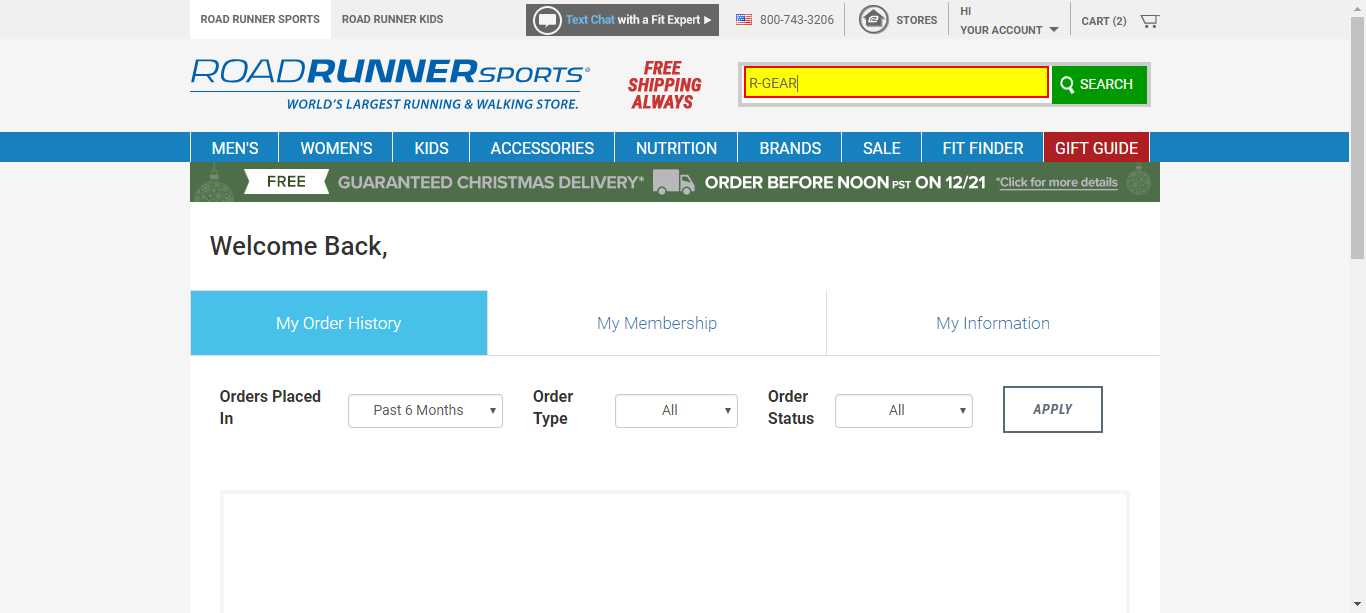 ROAD RUNNER SPORTS
ROAD RUNNER KIDS
Text Chat with a Fit Expert
800-743-3206
STORES
HI
YOUR ACCOUNT
CART (2)
ROADRUNNERSPORTS®
WORLD'S LARGEST RUNNING & WALKING STORE.
FREE
SHIPPING
ALWAYS
R-GEAR
SEARCH
MEN'S
WOMEN'S
KIDS
ACCESSORIES
NUTRITION
BRANDS
SALE
FIT FINDER
GIFT GUIDE
FREE GUARANTEED CHRISTMAS DELIVERY* ORDER BEFORE NOON PST ON 12/21 *Click for more details
Welcome Back,
My Order History
My Membership
My Information
Orders Placed
In
Past 6 Months
Order
Type
All
Order
Status
All
APPLY